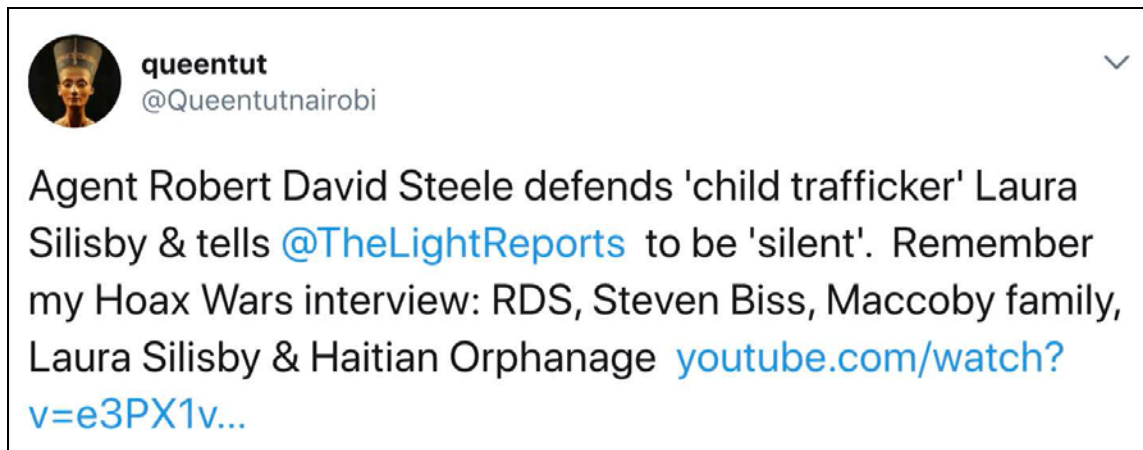 queentut
@Queentutnairobi
Agent Robert David Steele defends 'child trafficker' Laura
Silisby & tells @TheLightReports to be 'silent'. Remember
my Hoax Wars interview: RDS, Steven Biss, Maccoby family,
Laura Silisby & Haitian Orphanage youtube.com/watch?
v=e3PX1v...